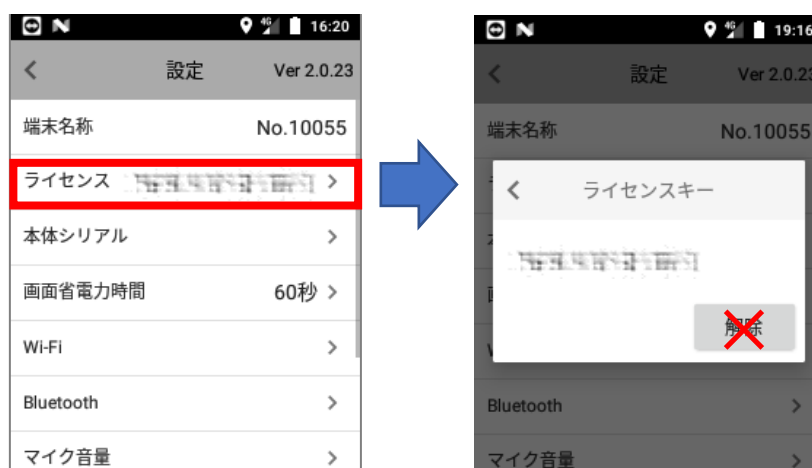 16:20
設定 Ver 2.0.23
端末名称 No.10055
ライセンス
本体シリアル
画面省電力時間 60秒
Wi-Fi
Bluetooth
マイク音量
19:16
設定 Ver 2.0.23
端末名称 No.10055
ライセンスキー
解除
Bluetooth
マイク音量